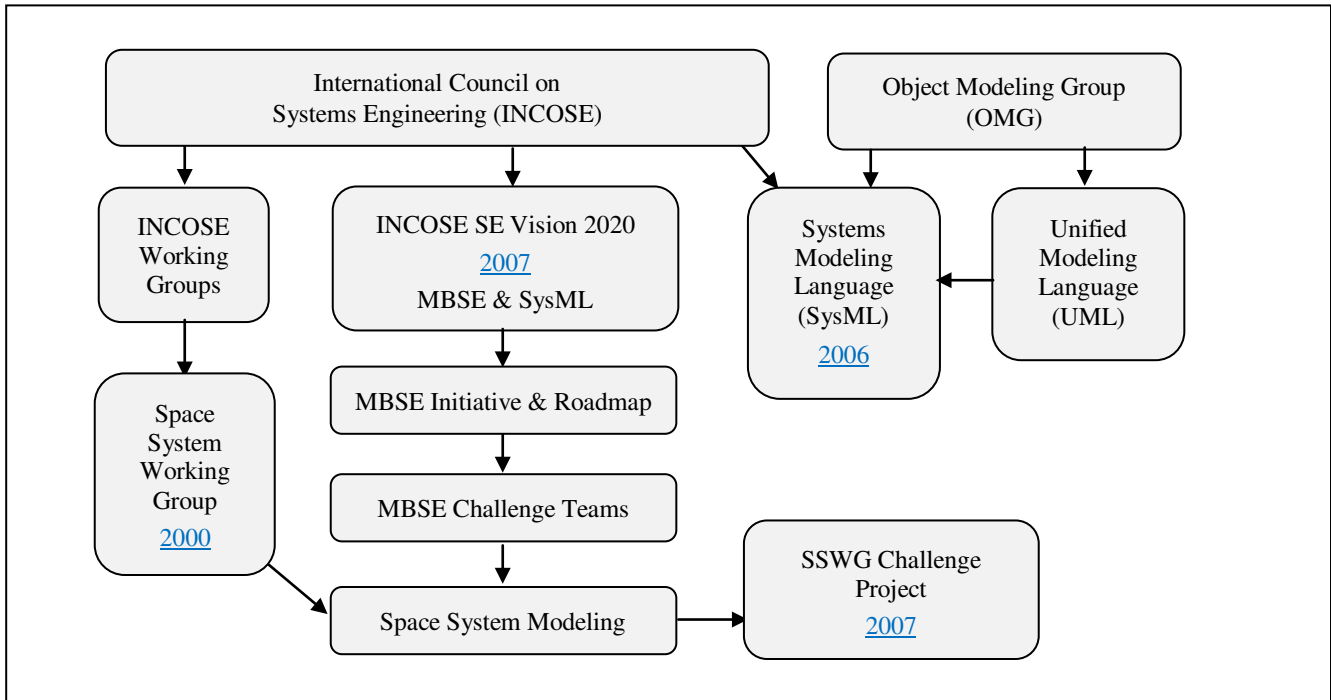 International Council on
Systems Engineering (INCOSE)
Object Modeling Group
(OMG)
INCOSE
Working
Groups
INCOSE SE Vision 2020
2007
MBSE & SysML
Systems
Modeling
Language
(SysML)
2006
Unified
Modeling
Language
(UML)
Space
System
Working
Group
2000
MBSE Initiative & Roadmap
MBSE Challenge Teams
Space System Modeling
SSWG Challenge
Project
2007